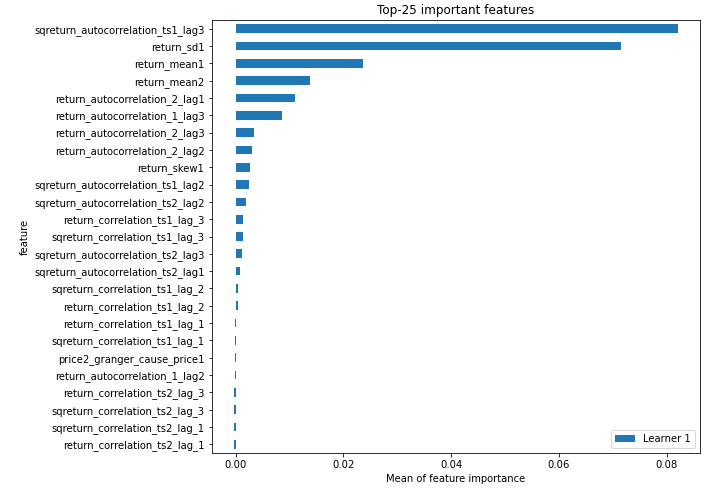 Top-25 important features
sqreturn_autocorrelation_ts1_lag3
return_sd1
return_mean1
return_mean2
return_autocorrelation_2_lag1
return_autocorrelation_1_lag3
return_autocorrelation_2_lag3
return_autocorrelation_2_lag2
return_skew1
sqreturn_autocorrelation_ts1_lag2
sqreturn_autocorrelation_ts2_lag2
return_correlation_ts1_lag_3
sqreturn_correlation_ts1_lag_3
sqreturn_autocorrelation_ts2_lag3
sqreturn_autocorrelation_ts2_lag1
sqreturn_correlation_ts1_lag_2
return_correlation_ts1_lag_2
return_correlation_ts1_lag_1
sqreturn_correlation_ts1_lag_1
price2_granger_cause_price1
return_autocorrelation_1_lag2
return_correlation_ts2_lag_3
sqreturn_correlation_ts2_lag_3
sqreturn_correlation_ts2_lag_1
return_correlation_ts2_lag_1
feature
Learner 1
0.00 0.02 0.04 0.06 0.08
Mean of feature importance